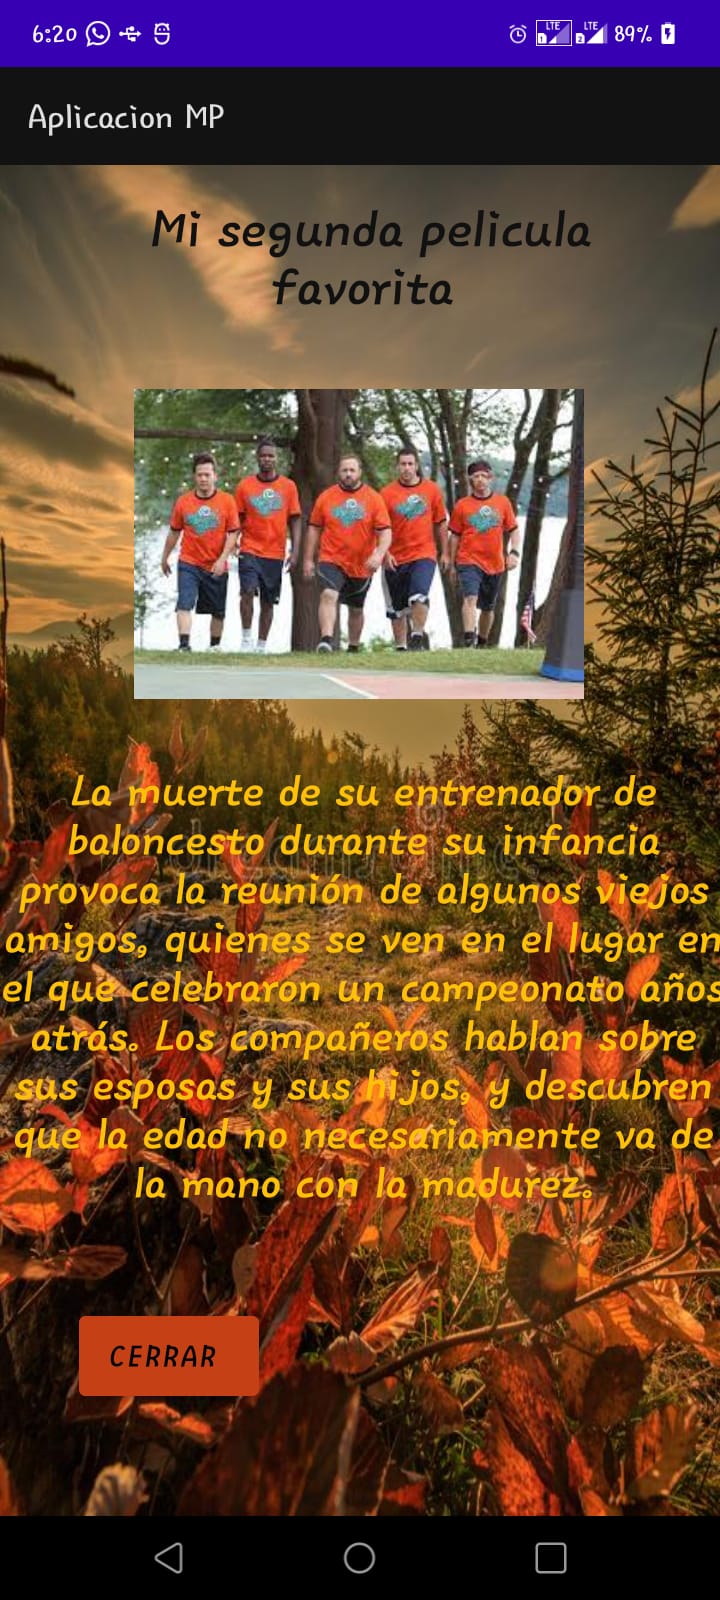 6:20
LTE LTE
1 2 89%
Aplicacion MP
Mi segunda pelicula
favorita
La muerte de su entrenador de
baloncesto durante su infancia
provoca la reunión de algunos viejos
amigos, quienes se ven en el lugar en
el que celebraron un campeonato años
atrás. Los compañeros hablan sobre
sus esposas y sus hijos, y descubren
que la edad no necesariamente va de
la mano con la madurez.
CERRAR